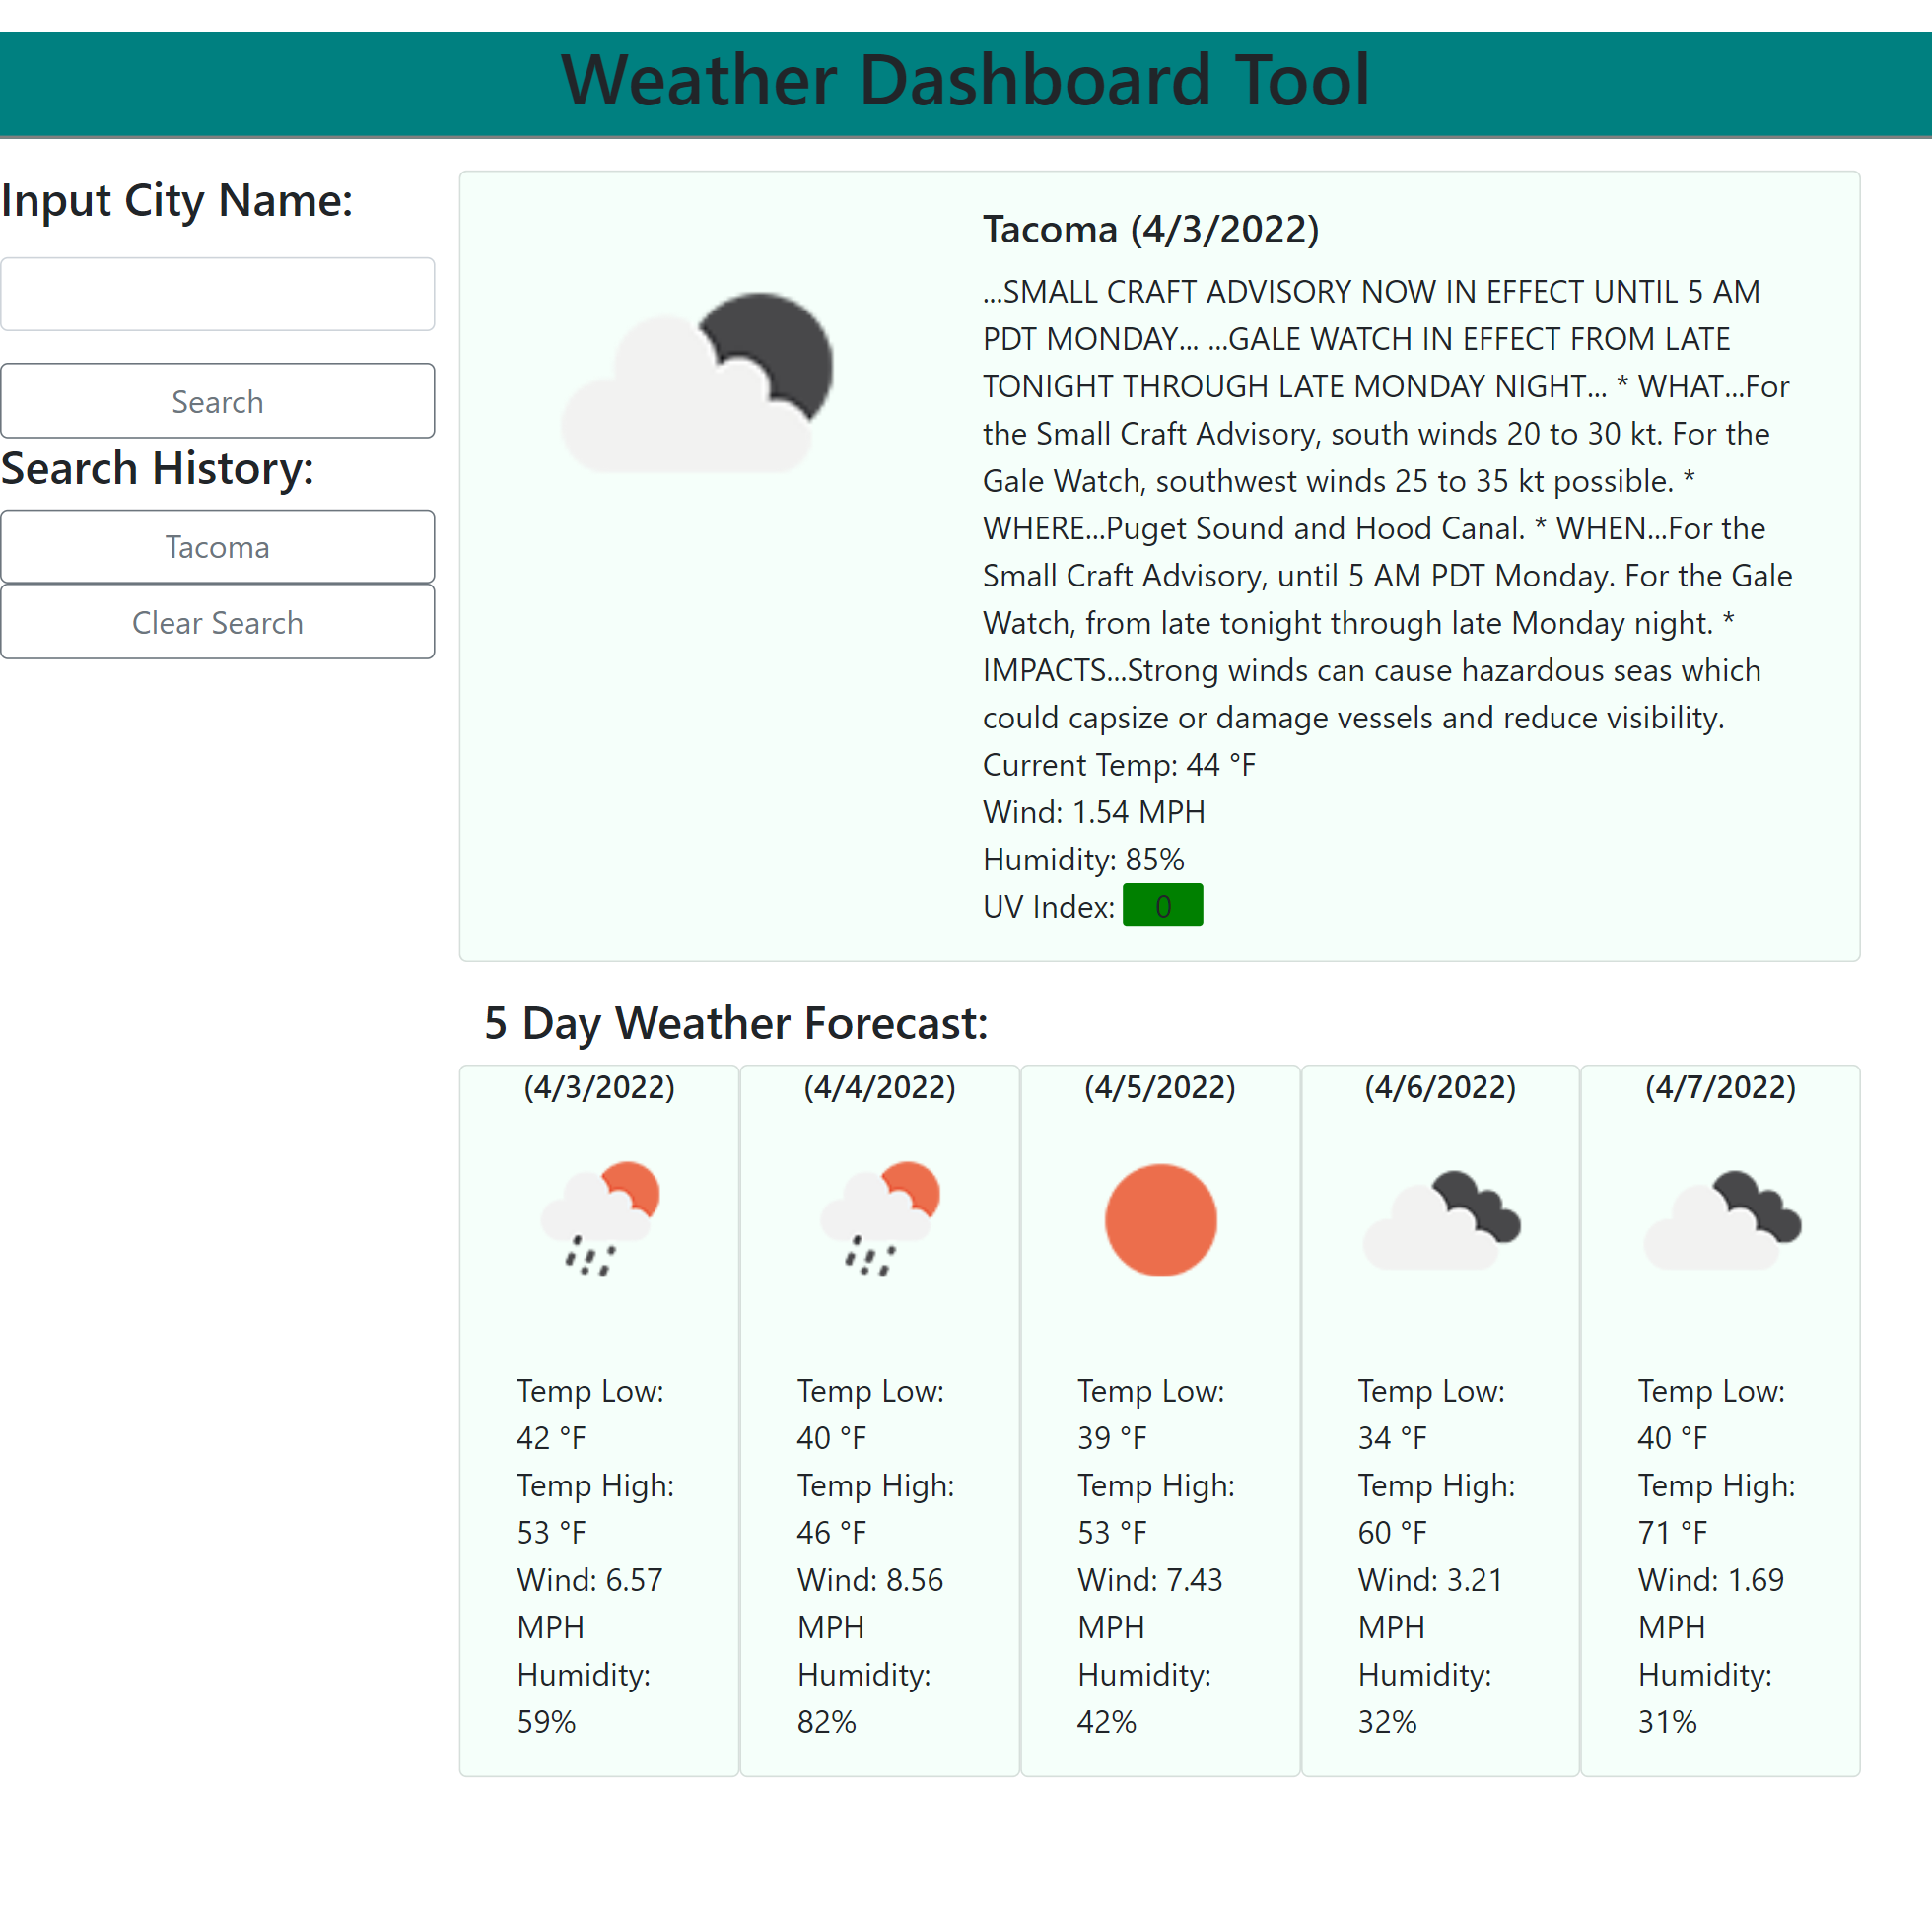 Weather Dashboard Tool
Input City Name:
Search
Search History:
Tacoma
Clear Search
Tacoma (4/3/2022)
...SMALL CRAFT ADVISORY NOW IN EFFECT UNTIL 5 AM
PDT MONDAY... ...GALE WATCH IN EFFECT FROM LATE
TONIGHT THROUGH LATE MONDAY NIGHT... * WHAT...For
the Small Craft Advisory, south winds 20 to 30 kt. For the
Gale Watch, southwest winds 25 to 35 kt possible. *
WHERE...Puget Sound and Hood Canal. * WHEN...For the
Small Craft Advisory, until 5 AM PDT Monday. For the Gale
Watch, from late tonight through late Monday night. *
IMPACTS...Strong winds can cause hazardous seas which
could capsize or damage vessels and reduce visibility.
Current Temp: 44 °F
Wind: 1.54 MPH
Humidity: 85%
UV Index: 0
5 Day Weather Forecast:
(4/3/2022)
Temp Low:
42 °F
Temp High:
53 °F
Wind: 6.57
MPH
Humidity:
59%
(4/4/2022)
Temp Low:
40 °F
Temp High:
46 °F
Wind: 8.56
MPH
Humidity:
82%
(4/5/2022)
Temp Low:
39 °F
Temp High:
53 °F
Wind: 7.43
MPH
Humidity:
42%
(4/6/2022)
Temp Low:
34 °F
Temp High:
60 °F
Wind: 3.21
MPH
Humidity:
32%
(4/7/2022)
Temp Low:
40 °F
Temp High:
71 °F
Wind: 1.69
MPH
Humidity:
31%